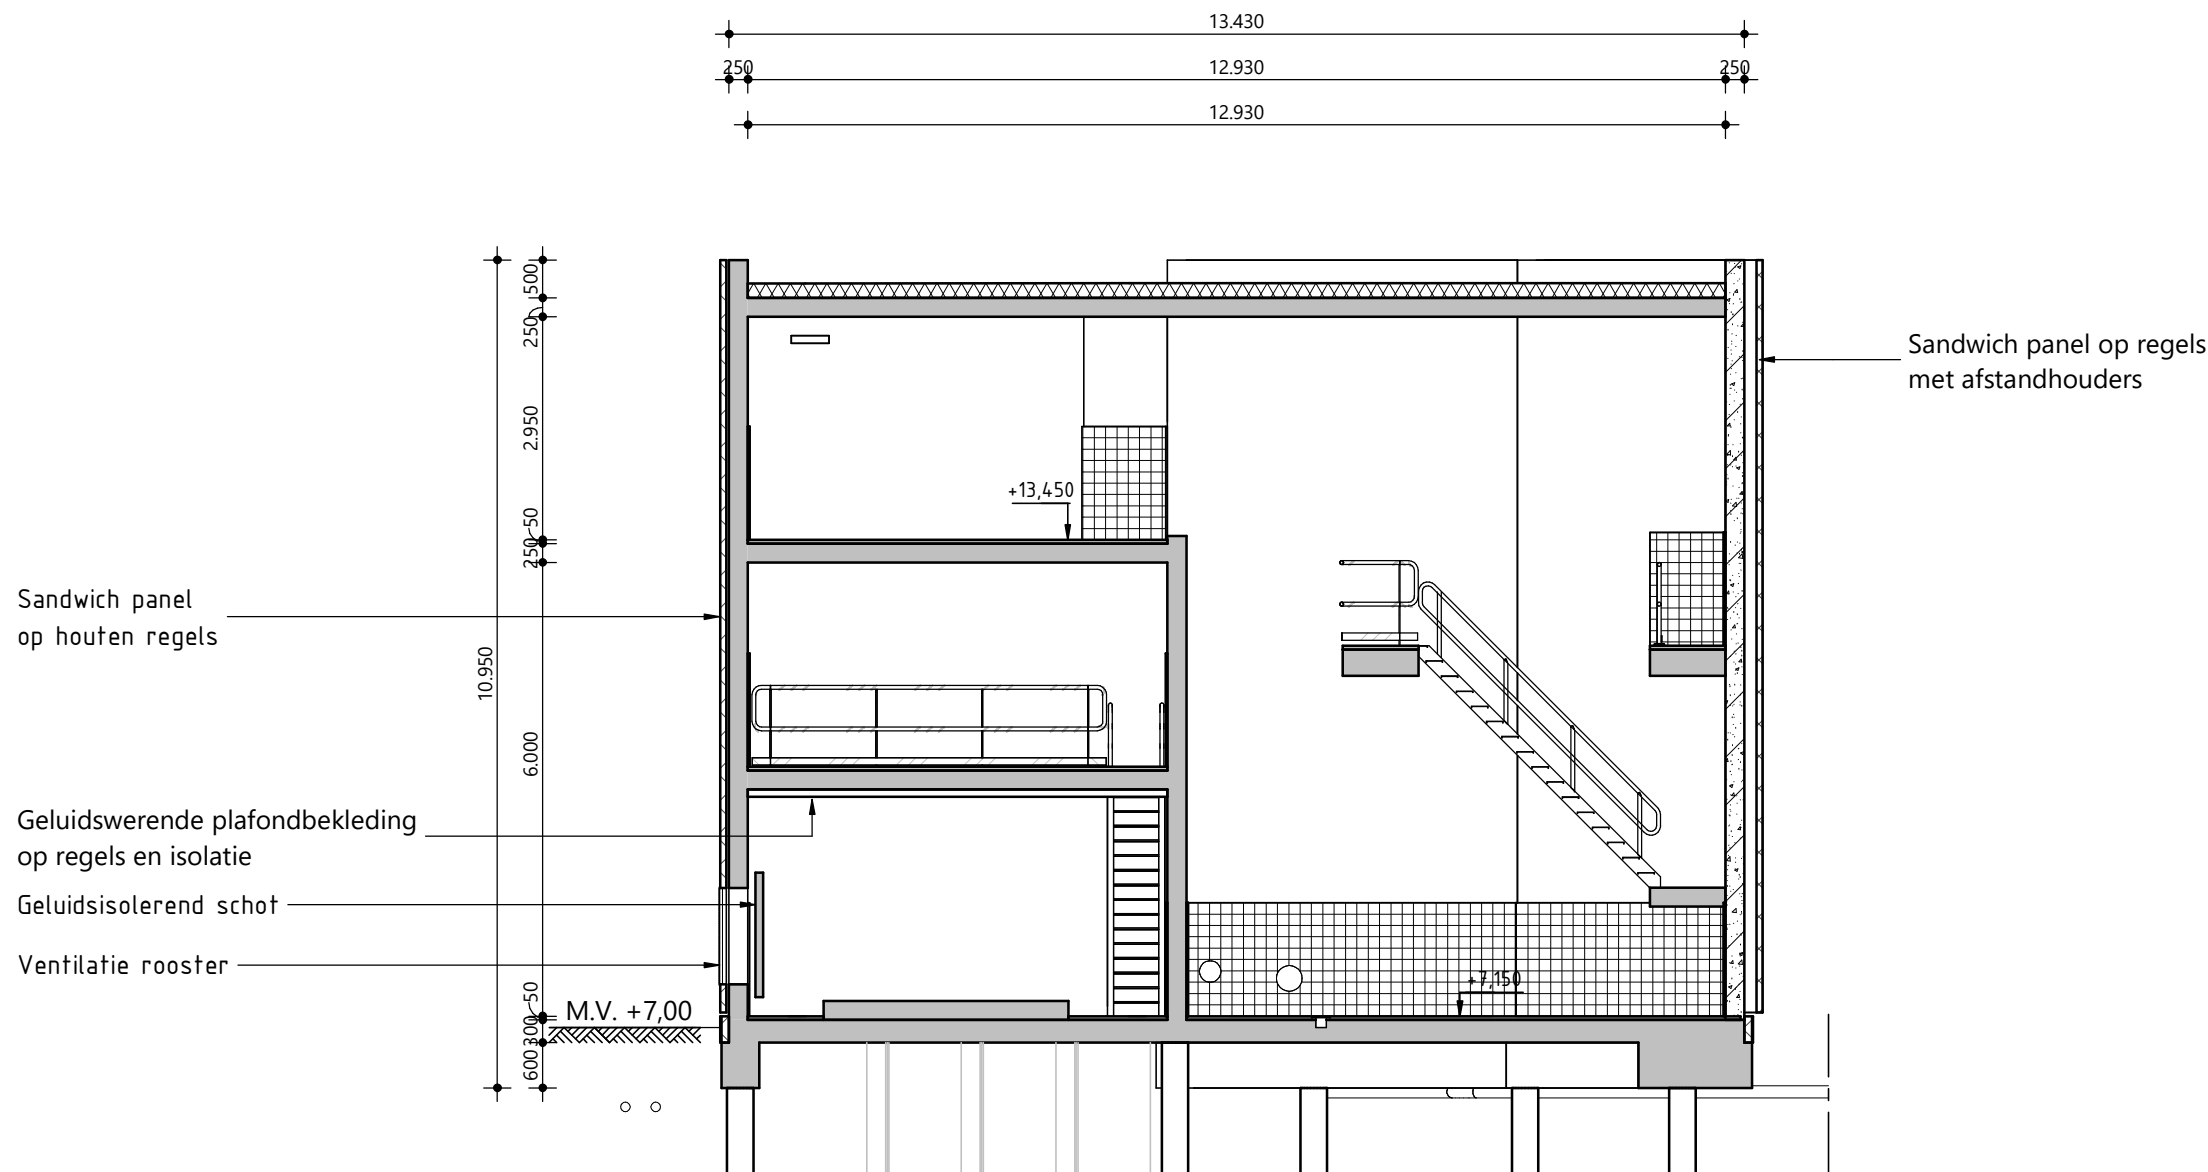 13.430
250
12.930
250
12.930
500
250
2.950
50
250
6.000
50
300
600
10.950
+13,450
+7,150
M.V. +7,00
Sandwich panel op regels
met afstandhouders
Sandwich panel
op houten regels
Geluidswerende plafondbekleding
op regels en isolatie
Geluidsisolerend schot
Ventilatie rooster